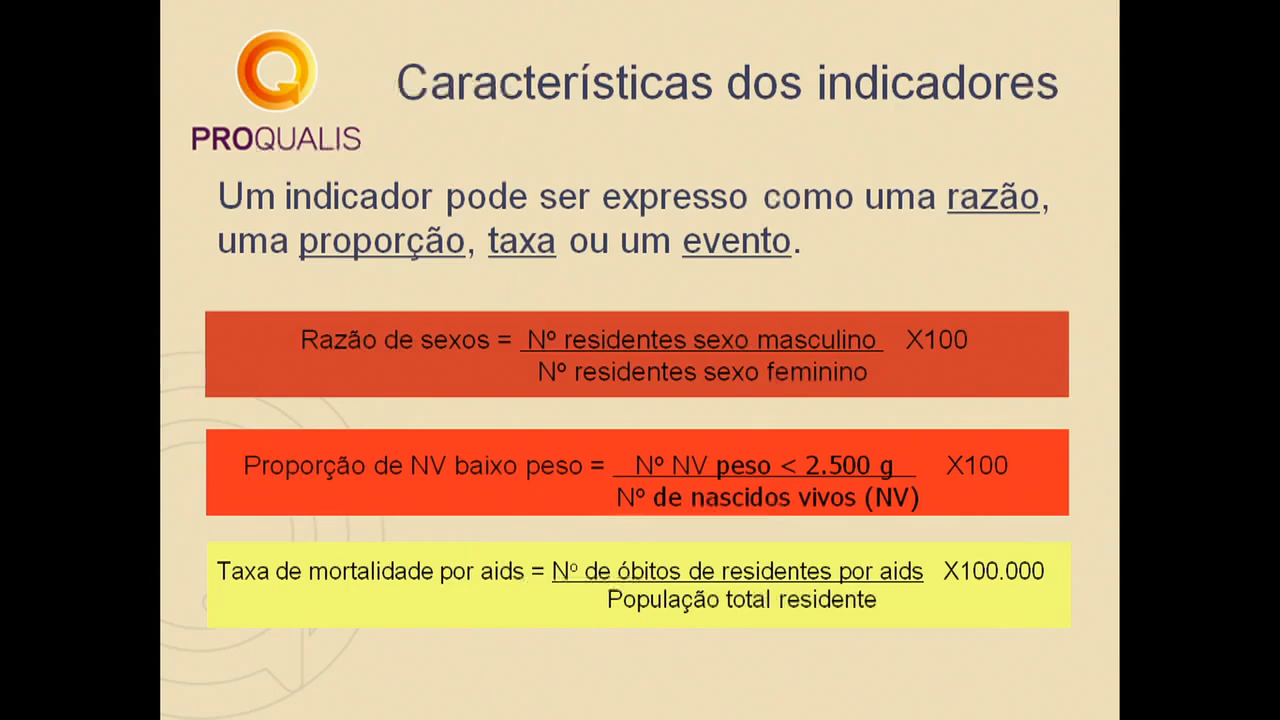 PROQUALIS
Características dos indicadores
Um indicador pode ser expresso como uma razão,
uma proporção, taxa ou um evento.
Razão de sexos = Nº residentes sexo masculino X100
Nº residentes sexo feminino
Proporção de NV baixo peso = Nº NV peso < 2.500 g X100
Nº de nascidos vivos (NV)
Taxa de mortalidade por aids = Nº de óbitos de residentes por aids X100.000
População total residente